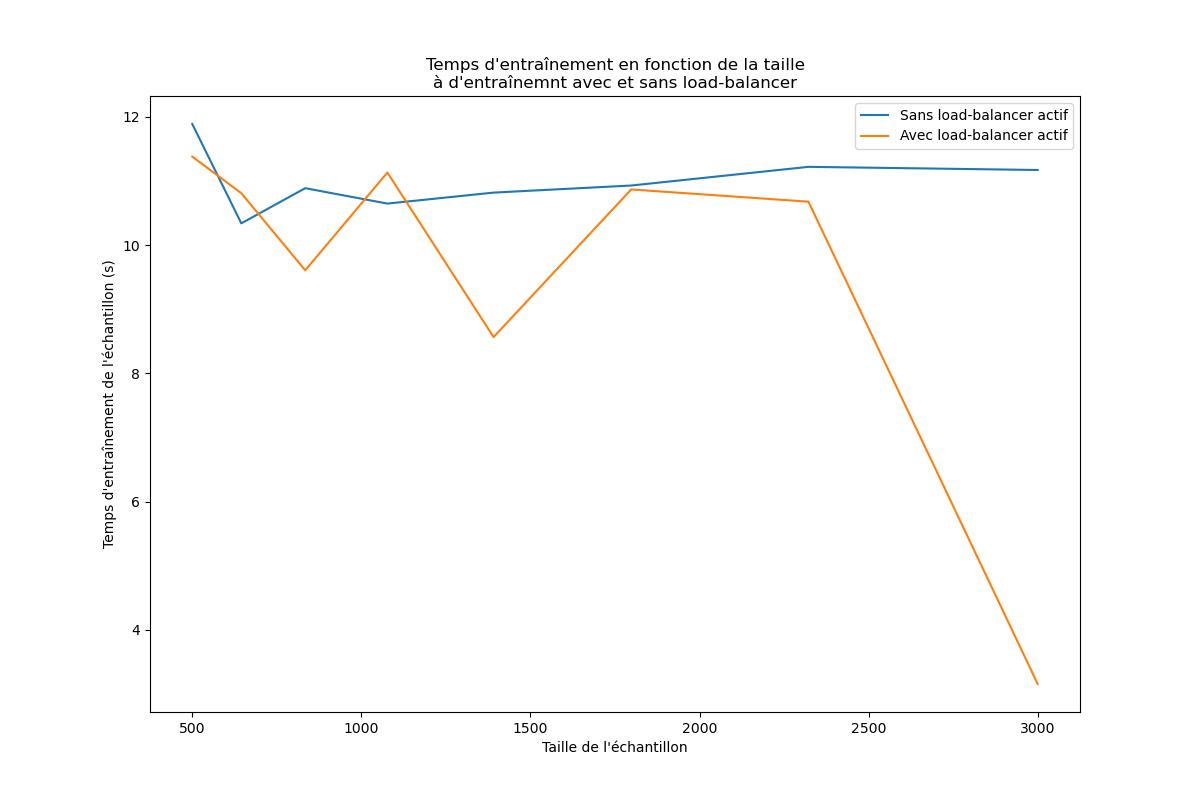 Temps d'entraînement en fonction de la taille
à d'entraînemnt avec et sans load-balancer
Sans load-balancer actif
Avec load-balancer actif
12
10
8
6
4
Temps d'entraînement de l'échantillon (s)
500
1000
1500
2000
2500
3000
Taille de l'échantillon